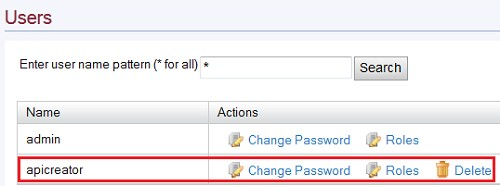 Users
Enter user name pattern (* for all) * Search
Name Actions
admin Change Password Roles
apicreator Change Password Roles Delete